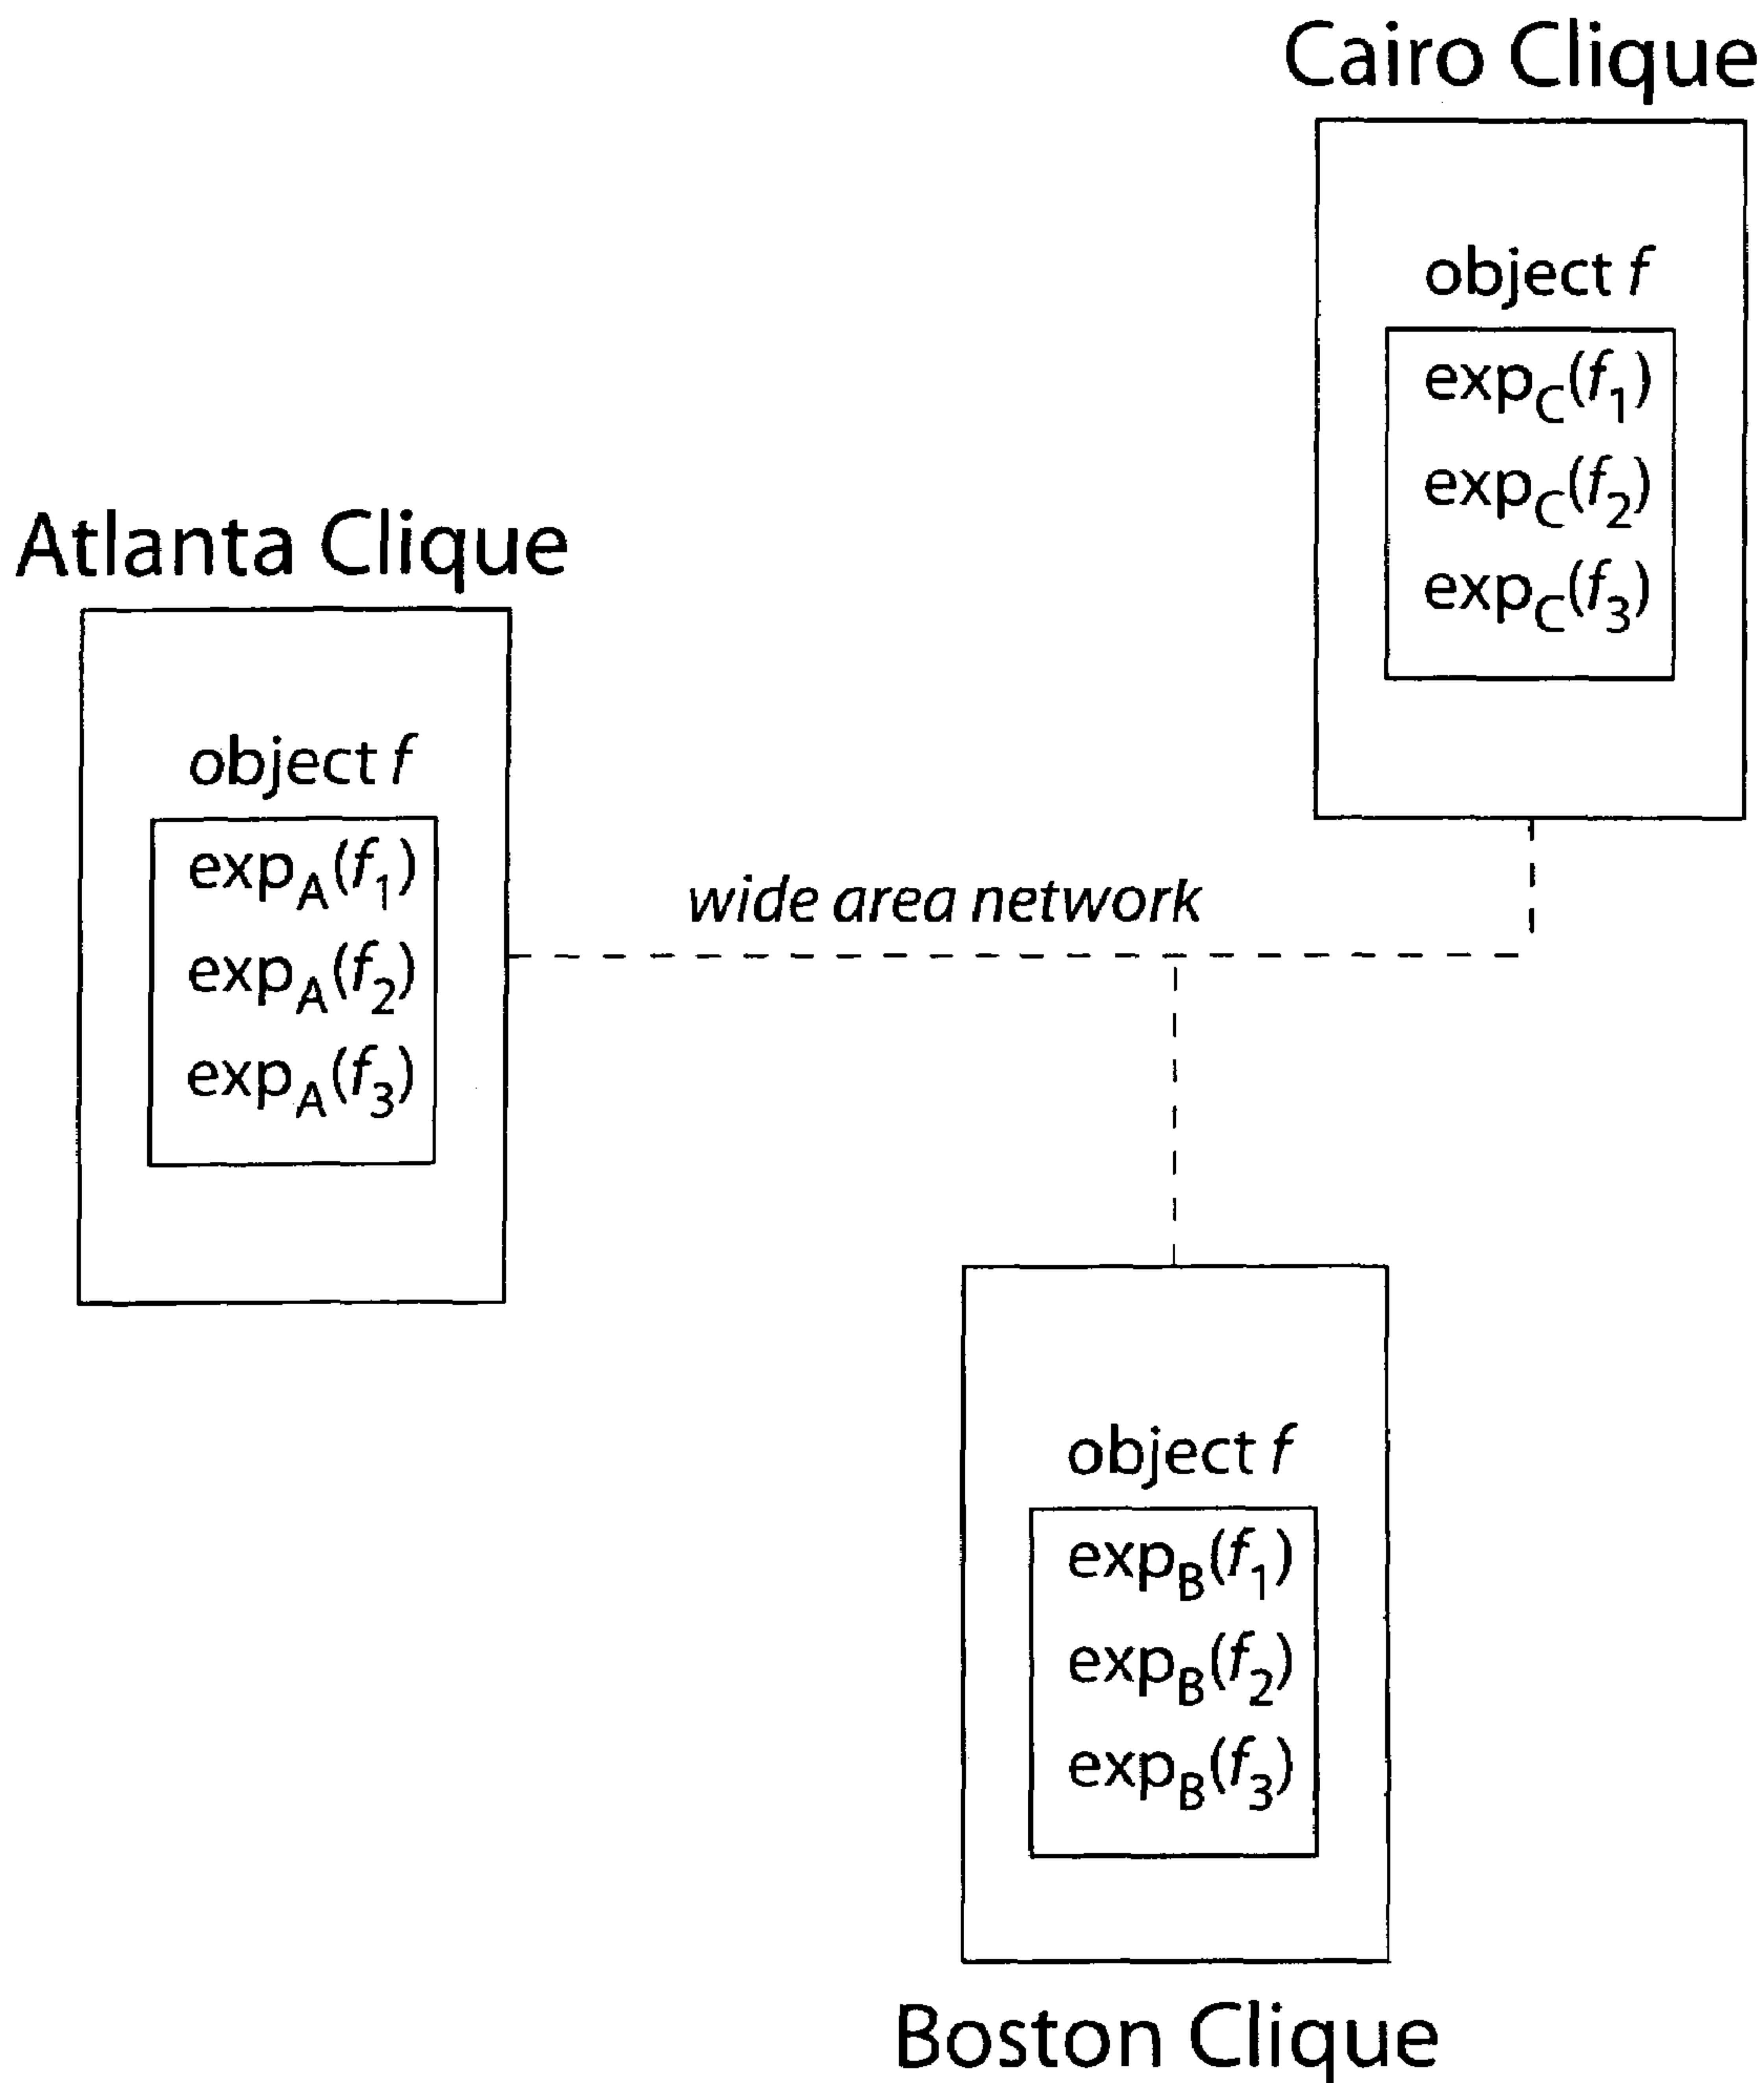 Cairo Clique
object f
exp_C(f_1)
exp_C(f_2)
exp_C(f_3)
Atlanta Clique
object f
exp_A(f_1)
exp_A(f_2)
exp_A(f_3)
wide area network
object f
exp_B(f_1)
exp_B(f_2)
exp_B(f_3)
Boston Clique